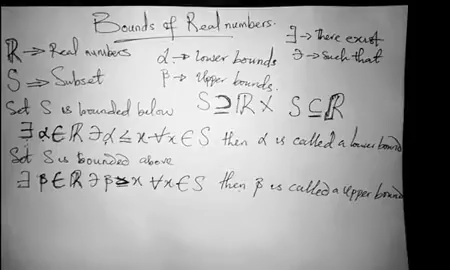 Bounds of Real numbers.
ℝ → Real numbers α → Lower bounds ∃ → There exist
S ⇒ Subset β → Upper bounds. ∋ → Such that
Set S is bounded below S ⊇ ℝ X S ⊆ ℝ
∃ α ∈ ℝ ∋ α ≤ x ∀ x ∈ S then α is called a lower bound
Set S is bounded above
∃ β ∈ ℝ ∋ β ≥ x ∀ x ∈ S then β is called a upper bound